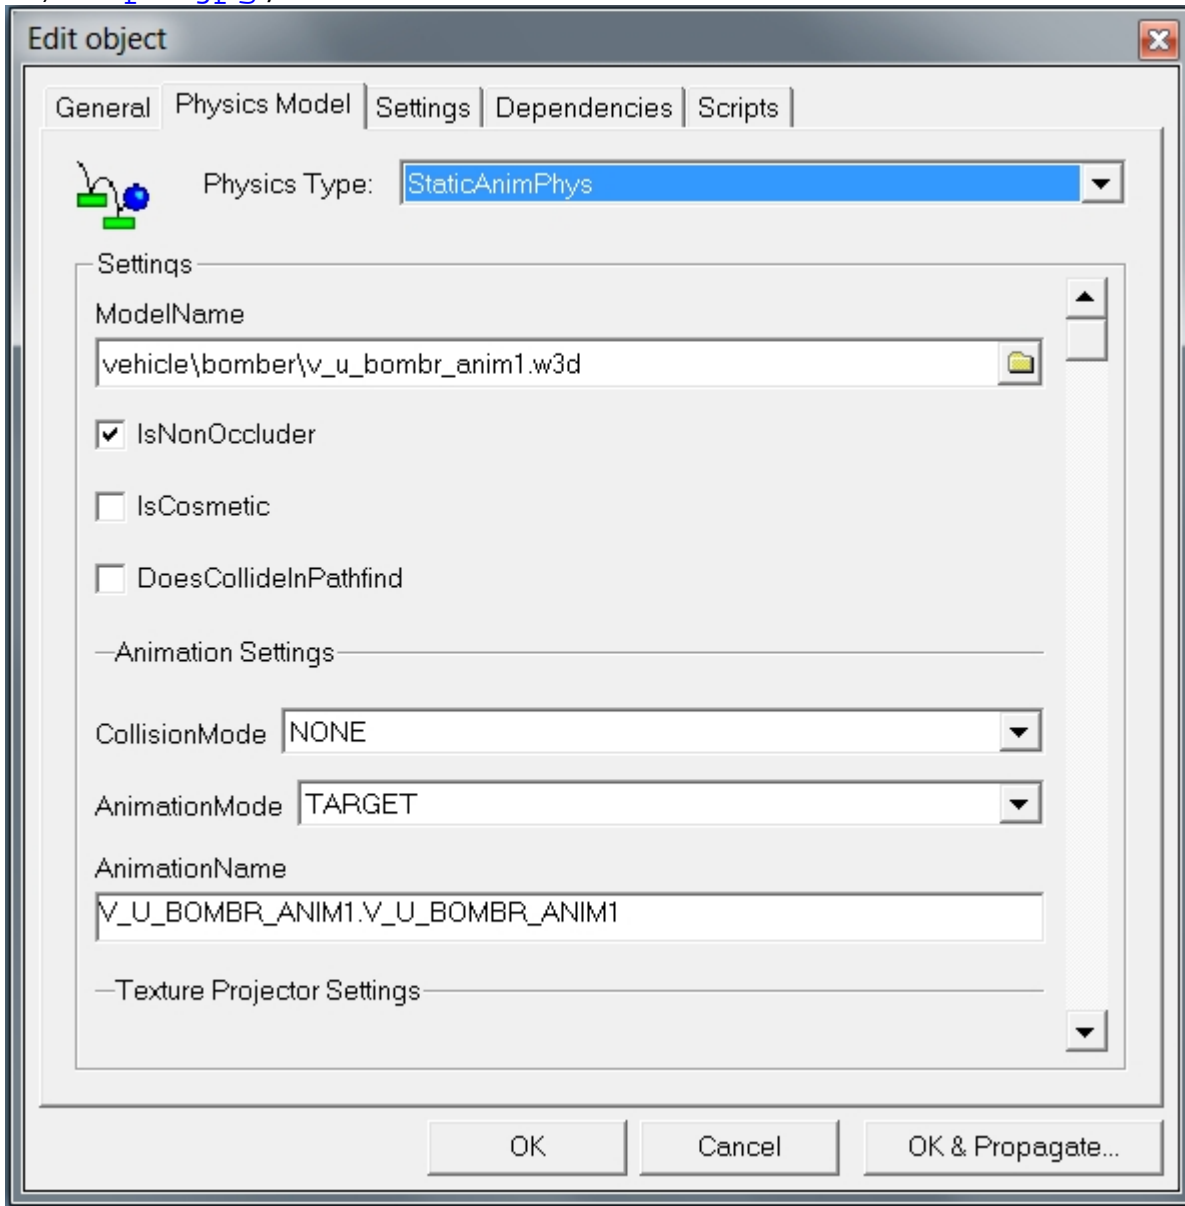 Edit object
General Physics Model Settings Dependencies Scripts
Physics Type: StaticAnimPhys
Settings
ModelName
vehicle\bomber\v_u_bombr_anim1.w3d
IsNonOccluder
IsCosmetic
DoesCollideInPathfind
Animation Settings
CollisionMode NONE
AnimationMode TARGET
AnimationName
V_U_BOMBR_ANIM1.V_U_BOMBR_ANIM1
Texture Projector Settings
OK Cancel OK & Propagate...